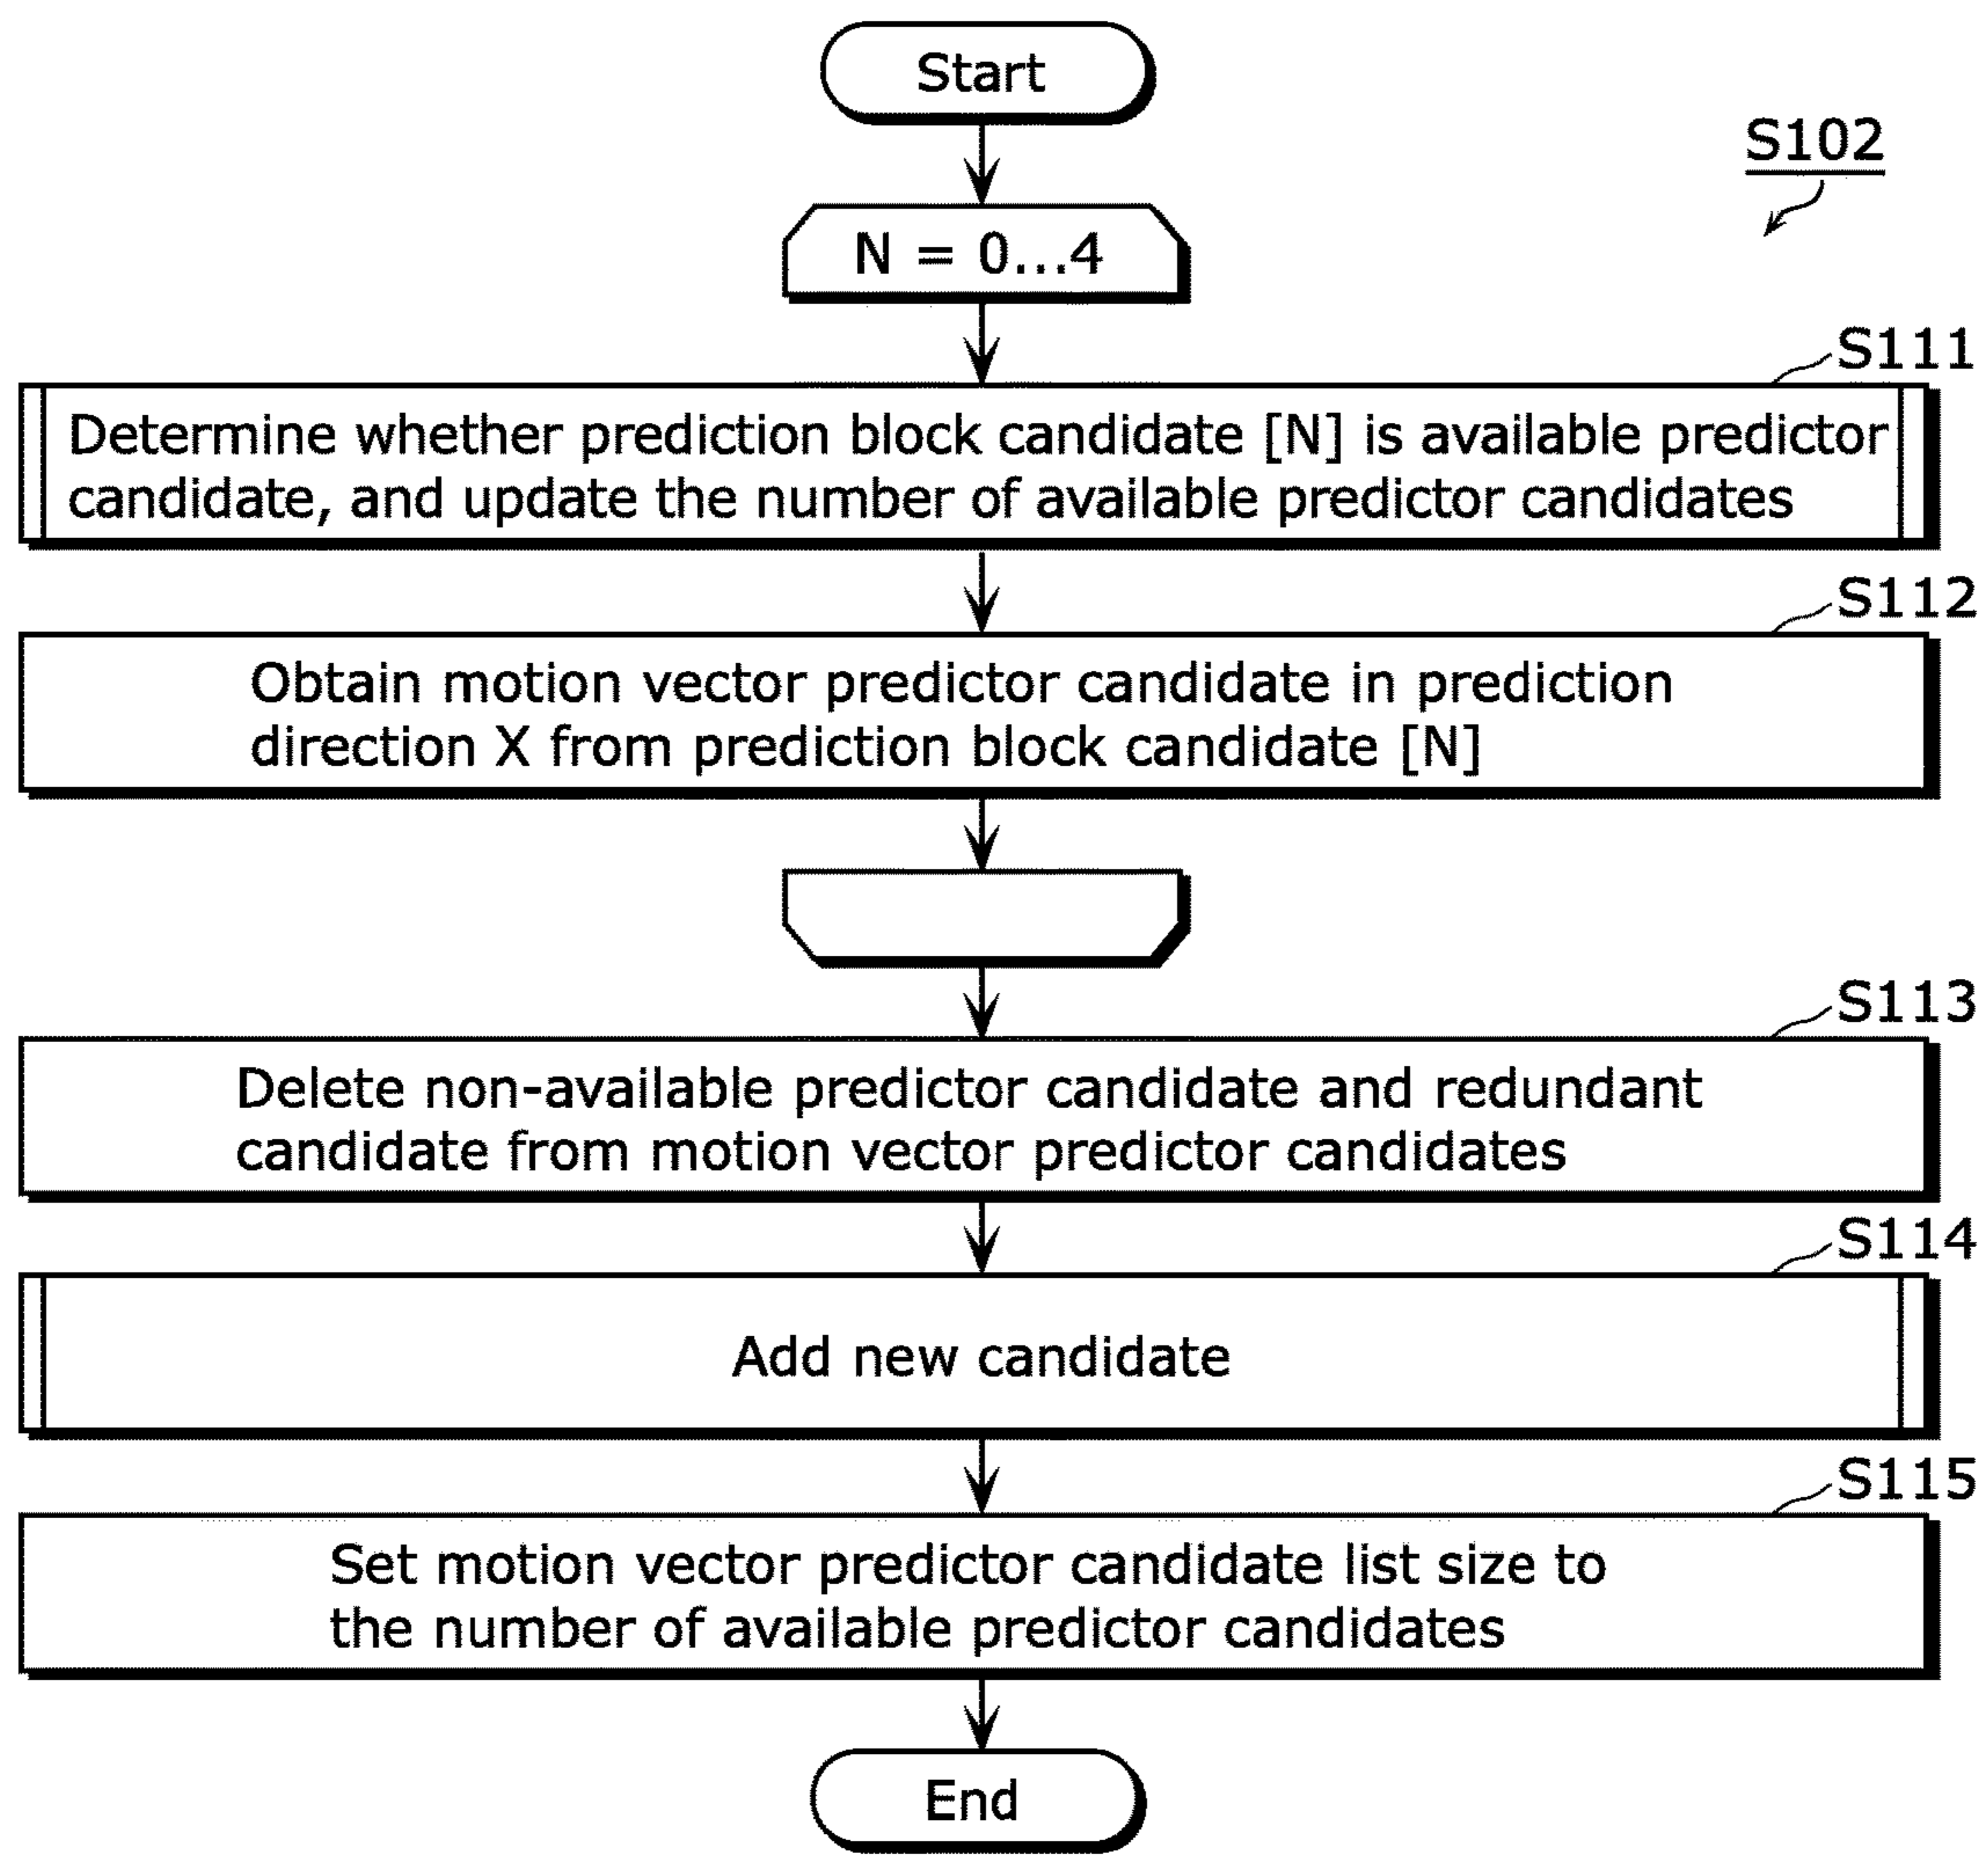 Start
S102
N = 0...4
S111
Determine whether prediction block candidate [N] is available predictor
candidate, and update the number of available predictor candidates
S112
Obtain motion vector predictor candidate in prediction
direction X from prediction block candidate [N]
S113
Delete non-available predictor candidate and redundant
candidate from motion vector predictor candidates
S114
Add new candidate
S115
Set motion vector predictor candidate list size to
the number of available predictor candidates
End